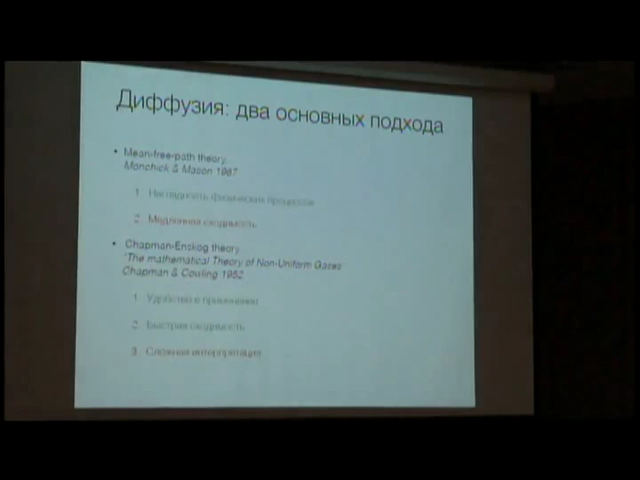 Диффузия: два основных подхода
• Mean-free-path theory.
Monchick & Mason 1967
1. Наглядность физических процессов
2. Медленная сходимость
• Chapman-Enskog theory
"The mathematical Theory of Non-Uniform Gases
Chapman & Cowling 1952
1. Удобство в применении
2. Быстрая сходимость
3. Сложная интерпретация